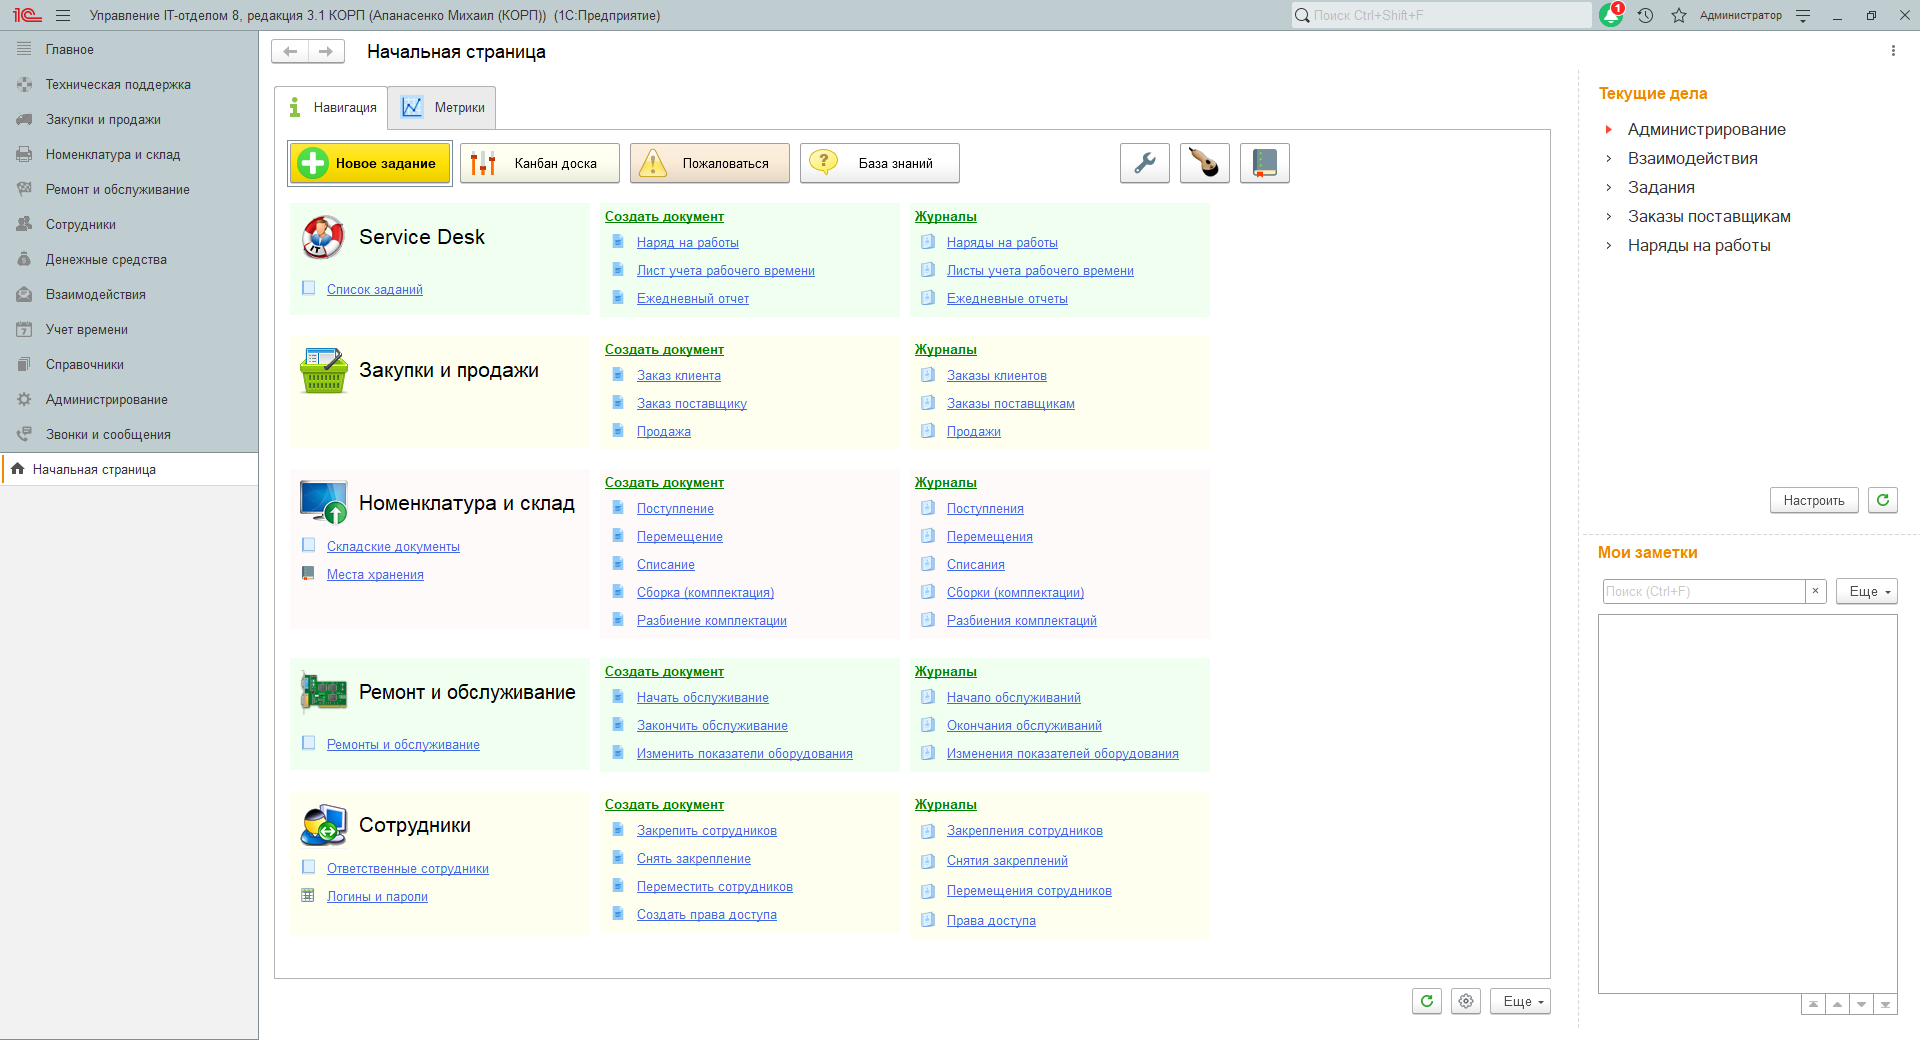 1С Управление IT-отделом 8, редакция 3.1 КОРП (Апанасенко Михаил (КОРП)) (1С:Предприятие)
Поиск Ctrl+Shift+F
1
Администратор
Главное
Техническая поддержка
Закупки и продажи
Номенклатура и склад
Ремонт и обслуживание
Сотрудники
Денежные средства
Взаимодействия
Учет времени
Справочники
Администрирование
Звонки и сообщения
Начальная страница
Начальная страница
Навигация
Метрики
Новое задание
Канбан доска
Пожаловаться
База знаний
Service Desk
Список заданий
Создать документ
Наряд на работы
Лист учета рабочего времени
Ежедневный отчет
Журналы
Наряды на работы
Листы учета рабочего времени
Ежедневные отчеты
Закупки и продажи
Создать документ
Заказ клиента
Заказ поставщику
Продажа
Журналы
Заказы клиентов
Заказы поставщикам
Продажи
Номенклатура и склад
Складские документы
Места хранения
Создать документ
Поступление
Перемещение
Списание
Сборка (комплектация)
Разбиение комплектации
Журналы
Поступления
Перемещения
Списания
Сборки (комплектации)
Разбиения комплектаций
Ремонт и обслуживание
Ремонты и обслуживание
Создать документ
Начать обслуживание
Закончить обслуживание
Изменить показатели оборудования
Журналы
Начало обслуживаний
Окончания обслуживаний
Изменения показателей оборудования
Сотрудники
Ответственные сотрудники
Логины и пароли
Создать документ
Закрепить сотрудников
Снять закрепление
Переместить сотрудников
Создать права доступа
Журналы
Закрепления сотрудников
Снятия закреплений
Перемещения сотрудников
Права доступа
Еще
Текущие дела
Администрирование
Взаимодействия
Задания
Заказы поставщикам
Наряды на работы
Настроить
Мои заметки
Поиск (Ctrl+F)
×
Еще